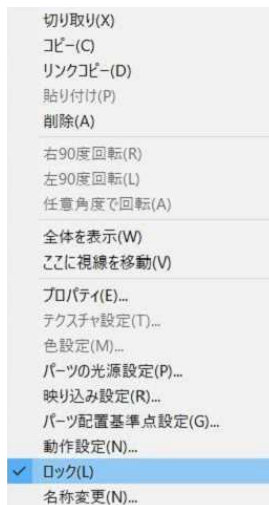 切り取り(X)
コピー(C)
リンクコピー(D)
貼り付け(P)
削除(A)
右90度回転(R)
左90度回転(L)
任意角度で回転(A)
全体を表示(W)
ここに視線を移動(V)
プロパティ(E)...
テクスチャ設定(T)...
色設定(M)...
パーツの光源設定(P)...
映り込み設定(R)...
パーツ配置基準点設定(G)...
動作設定(N)...
ロック(L)
名称変更(N)...